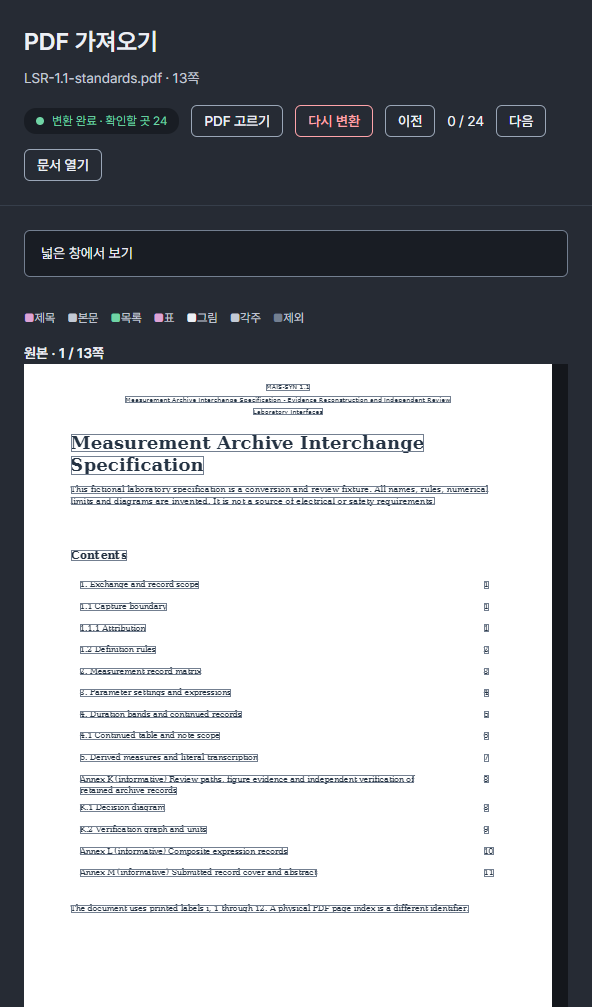 PDF 가져오기
LSR-1.1-standards.pdf · 13쪽
변환 완료 · 확인할 곳 24
PDF 고르기
다시 변환
이전
0 / 24
다음
문서 열기
넓은 창에서 보기
제목 본문 목록 표 그림 각주 제외
원본 · 1 / 13쪽
MAIS-SYN 1.1
Measurement Archive Interchange Specification - Evidence Reconstruction and Independent Review
Laboratory Interfaces
Measurement Archive Interchange
Specification
This fictional laboratory specification is a conversion and review fixture. All names, rules, numerical
limits and diagrams are invented. It is not a source of electrical or safety requirements.
Contents
1. Exchange and record scope 1
1.1 Capture boundary 1
1.1.1 Attribution 1
1.2 Definition rules 2
2. Measurement record matrix 3
3. Parameter settings and expressions 4
4. Duration bands and continued records 5
4.1 Continued table and note scope
5. Derived measures and literal transcription 7
Annex K (informative) Review paths, figure evidence and independent verification of 8
retained archive records
K.1 Decision diagram 8
K.2 Verification graph and units 9
Annex L (informative) Composite expression records 10
Annex M (informative) Submitted record cover and abstract 11
The document uses printed labels i, 1 through 12. A physical PDF page index is a different identifier.